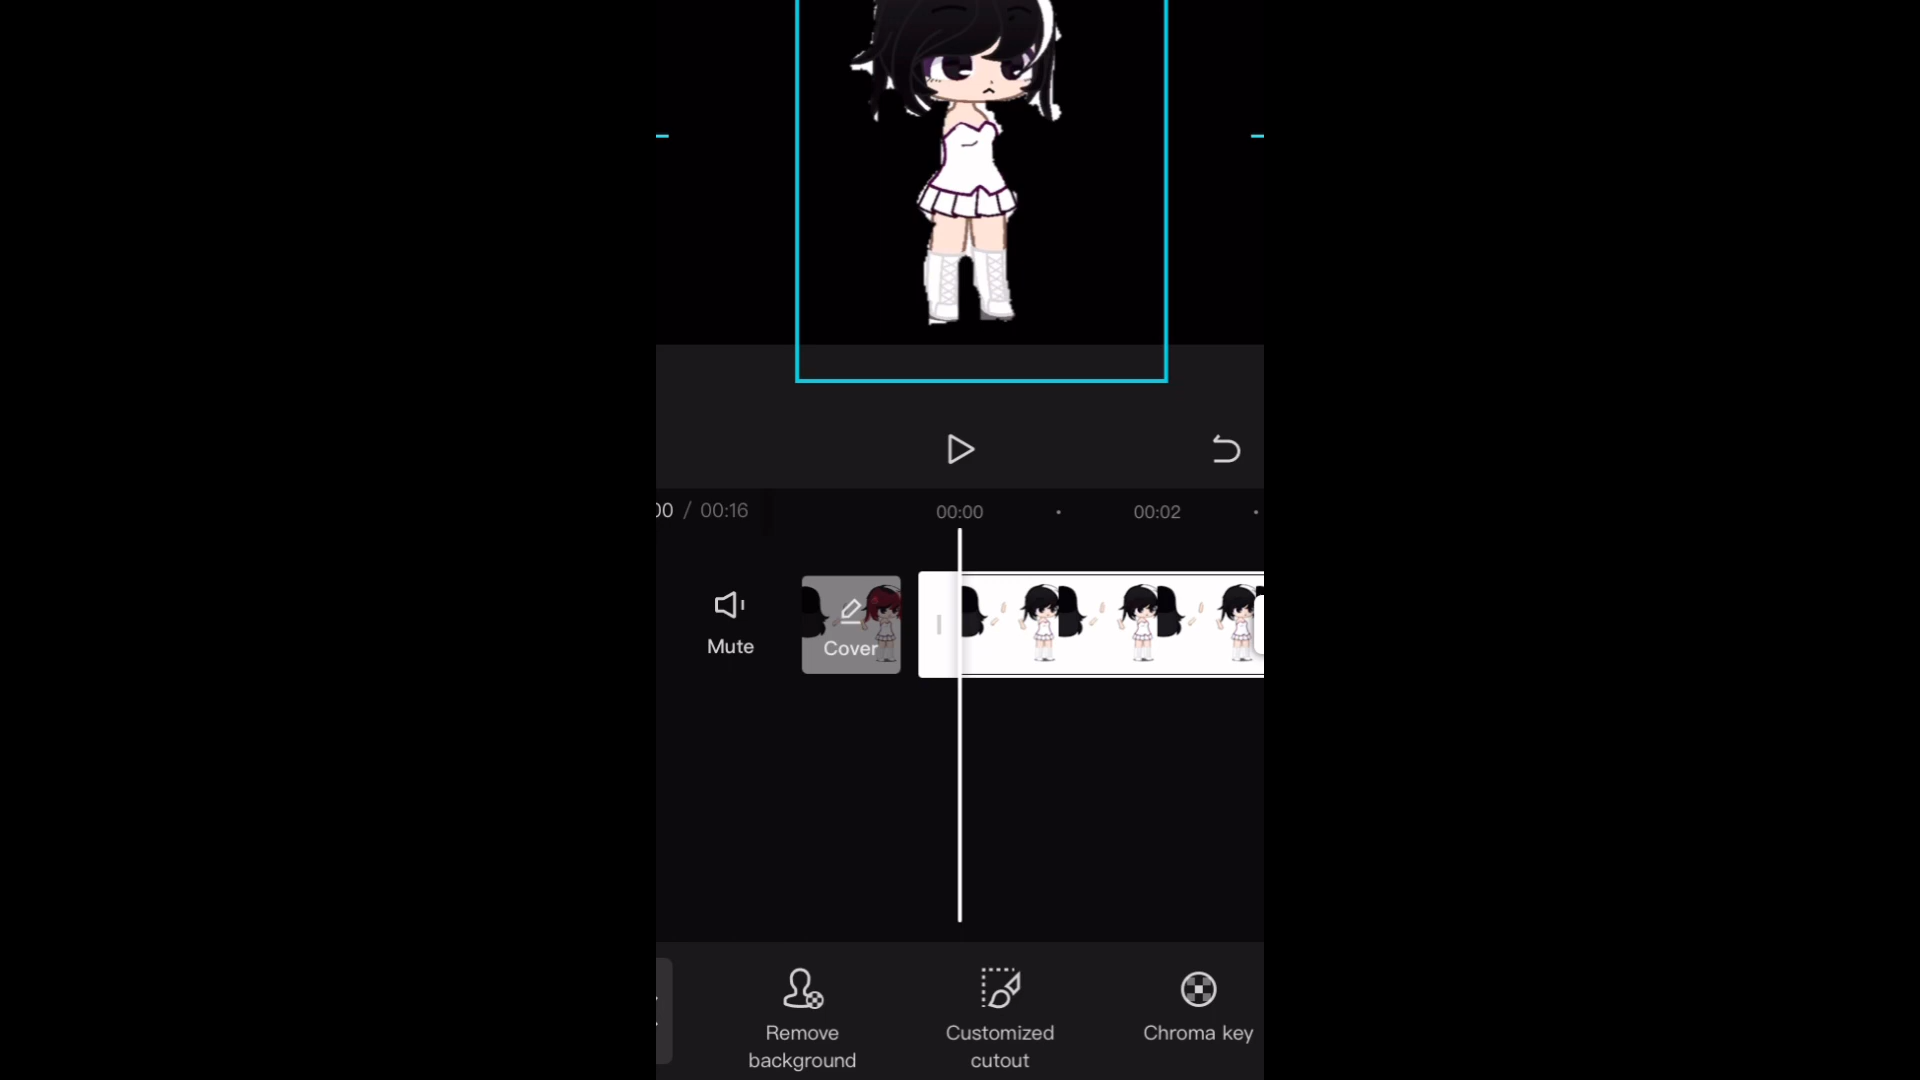 00 / 00:16
00:00
00:02
Mute
Cover
Remove
background
Customized
cutout
Chroma key